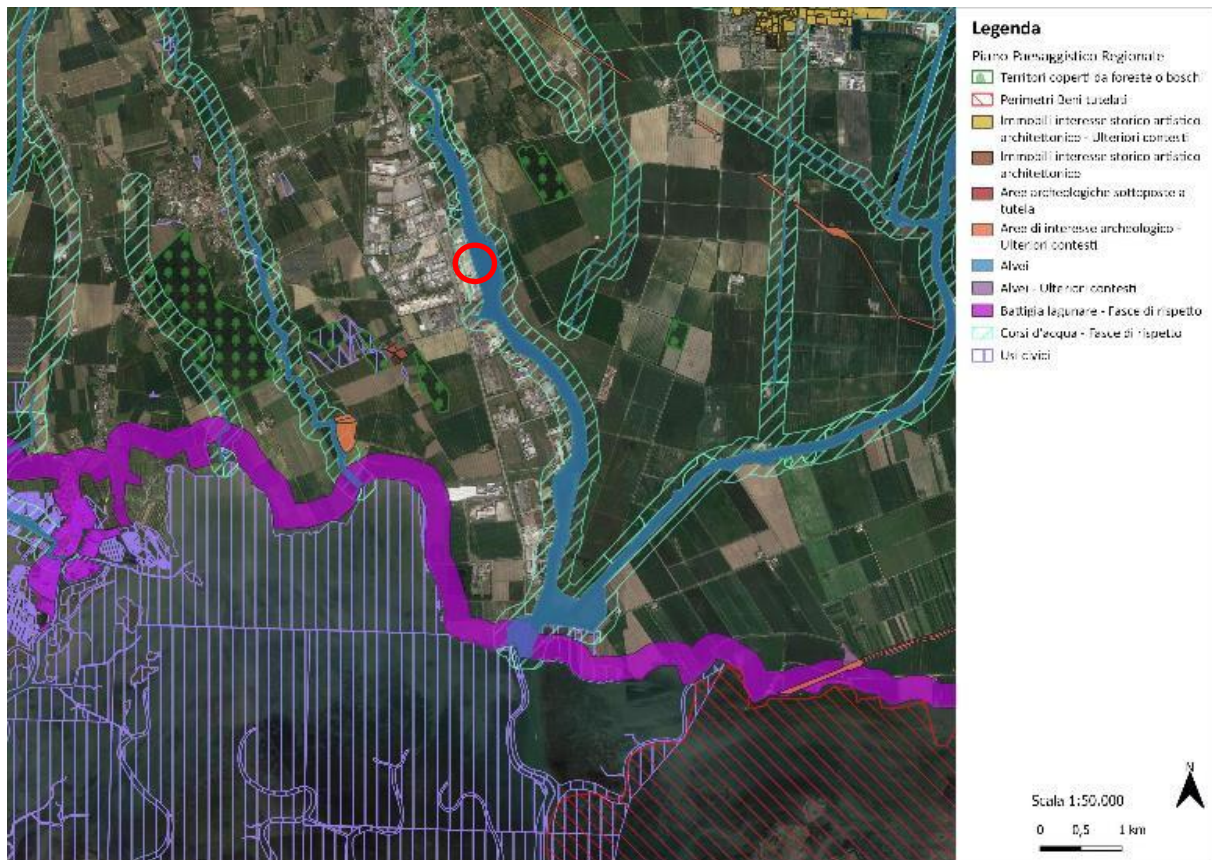 Legenda
Piano Paesaggistico Regionale
Territori coperti da foreste o boschi
Perimetri Beni tutelati
Immobili interesse storico artistico
architettonico - Ulteriori contesti
Immobili interesse storico artistico
architettonico
Aree archeologiche sottoposte a
tutela
Aree di interesse archeologico -
Ulteriori contesti
Alvei
Alvei - Ulteriori contesti
Battigia lagunare - Fasce di rispetto
Corsi d'acqua - Fasce di rispetto
Usi civici
N
Scala 1:50.000
0 0,5 1 km